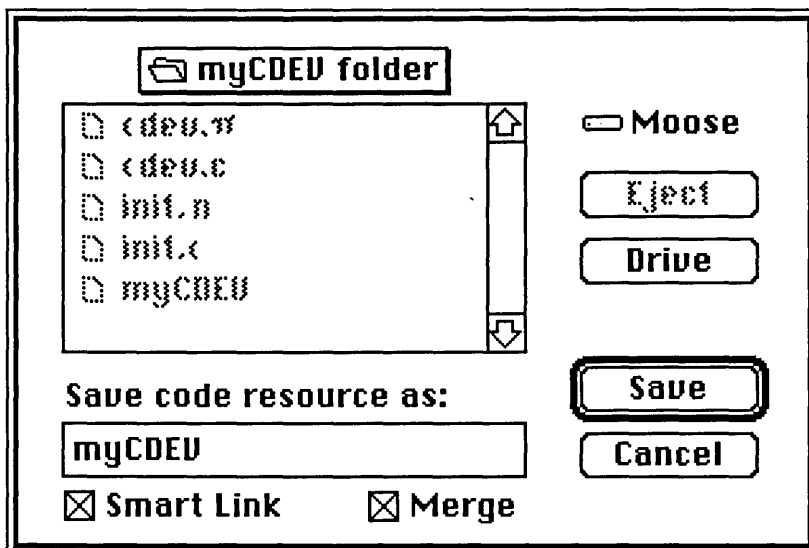 myCDEV folder
cdev.π
cdev.c
init.π
init.c
myCDEV
Moose
Eject
Drive
Save code resource as:
myCDEV
Save
Cancel
Smart Link
Merge